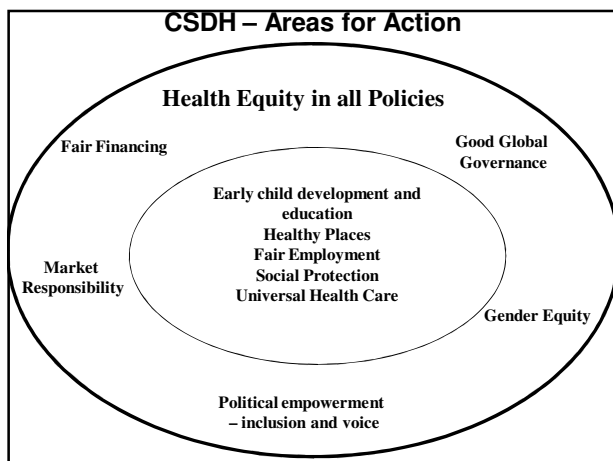 CSDH – Areas for Action
Health Equity in all Policies
Fair Financing
Good Global
Governance
Early child development and
education
Healthy Places
Fair Employment
Social Protection
Universal Health Care
Market
Responsibility
Gender Equity
Political empowerment
– inclusion and voice